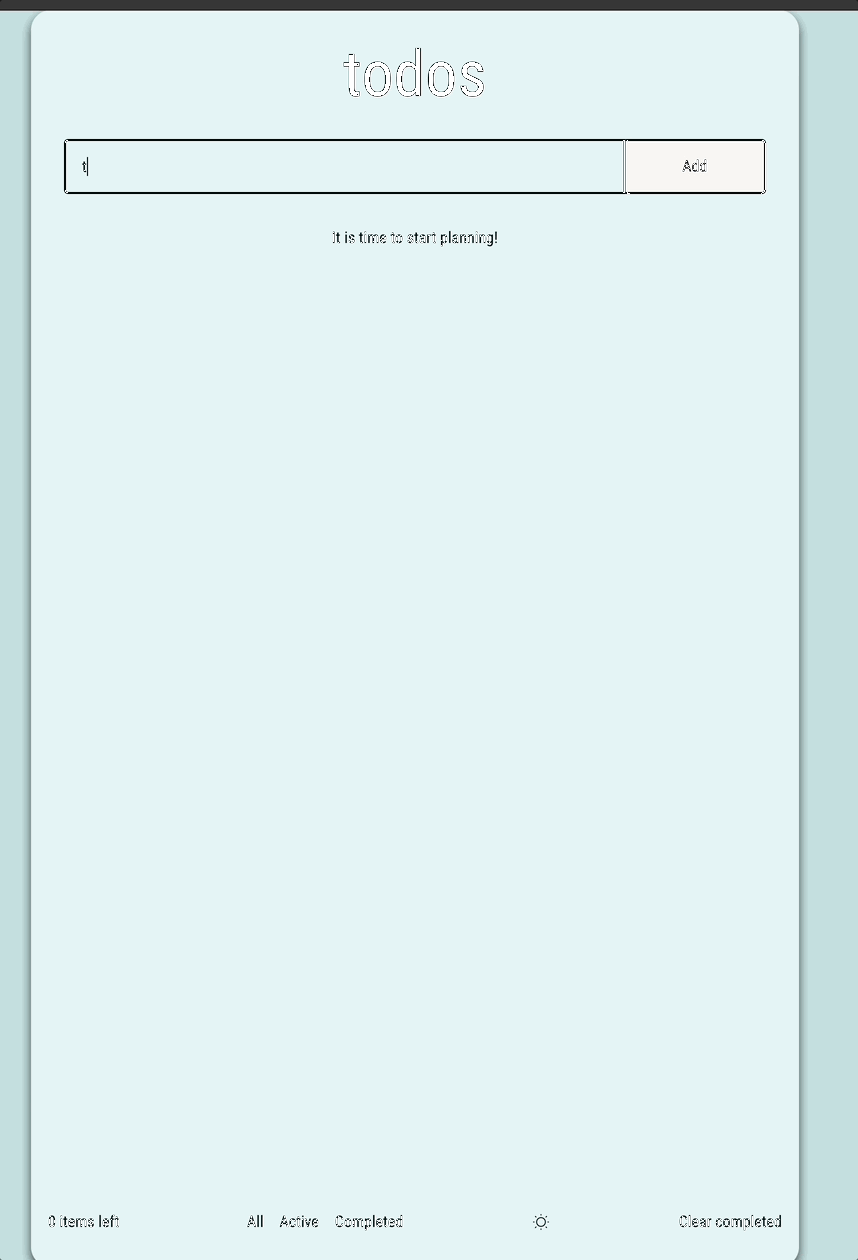 todos
t
Add
It is time to start planning!
0 items left All Active Completed Clear completed